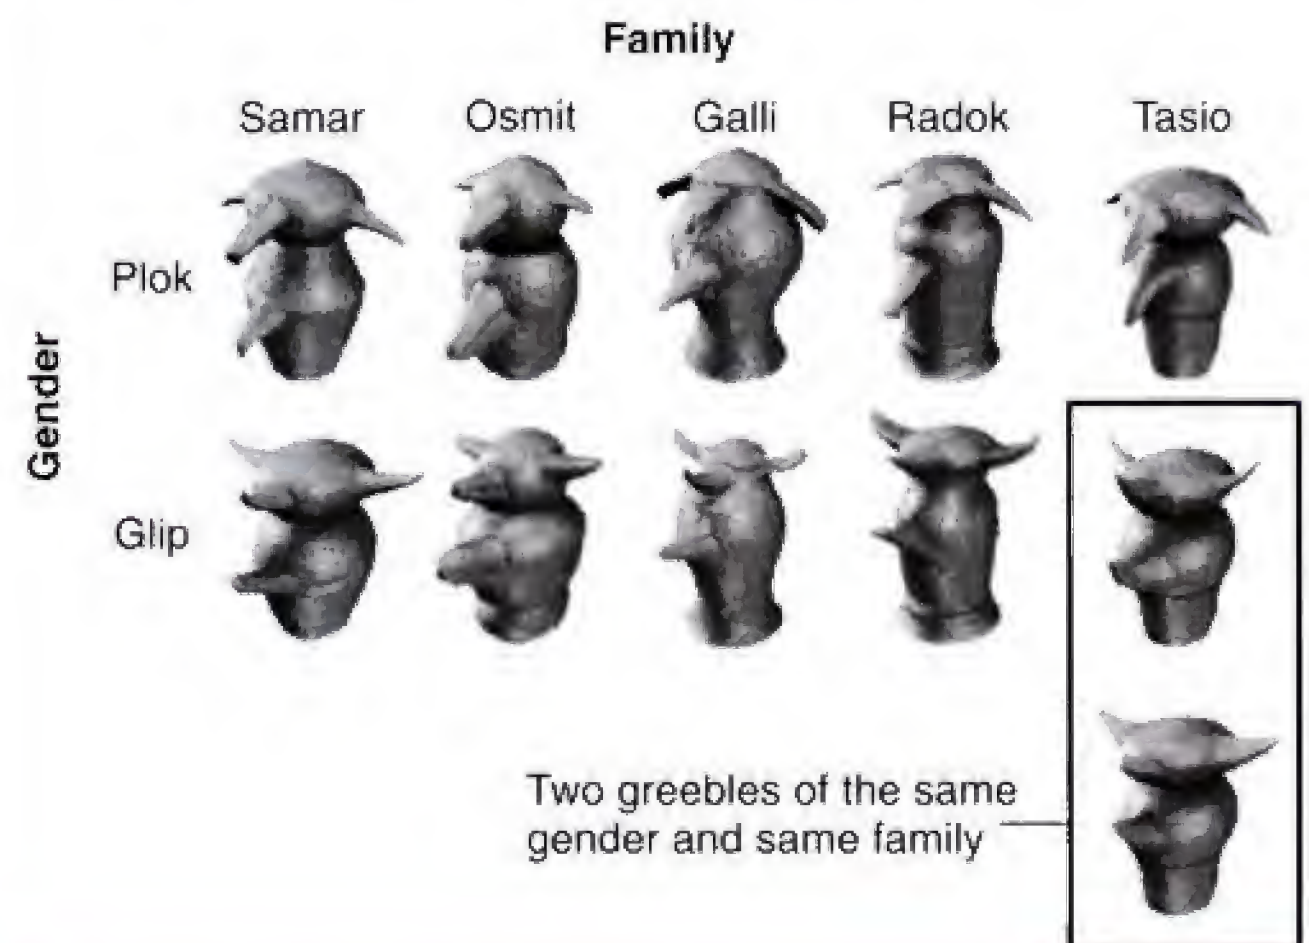 Family
Samar Osmit Galli Radok Tasio
Plok
Gender
Glip
Two greebles of the same
gender and same family